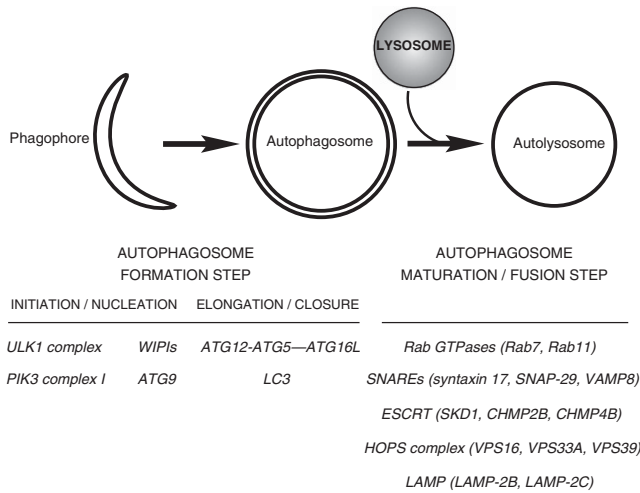 LYSOSOME
Phagophore
Autophagosome
Autolysosome
AUTOPHAGOSOME
FORMATION STEP
AUTOPHAGOSOME
MATURATION / FUSION STEP
INITIATION / NUCLEATION ELONGATION / CLOSURE
ULK1 complex WIPIs ATG12-ATG5—ATG16L Rab GTPases (Rab7, Rab11)
PIK3 complex I ATG9 LC3 SNAREs (syntaxin 17, SNAP-29, VAMP8)
ESCRT (SKD1, CHMP2B, CHMP4B)
HOPS complex (VPS16, VPS33A, VPS39)
LAMP (LAMP-2B, LAMP-2C)